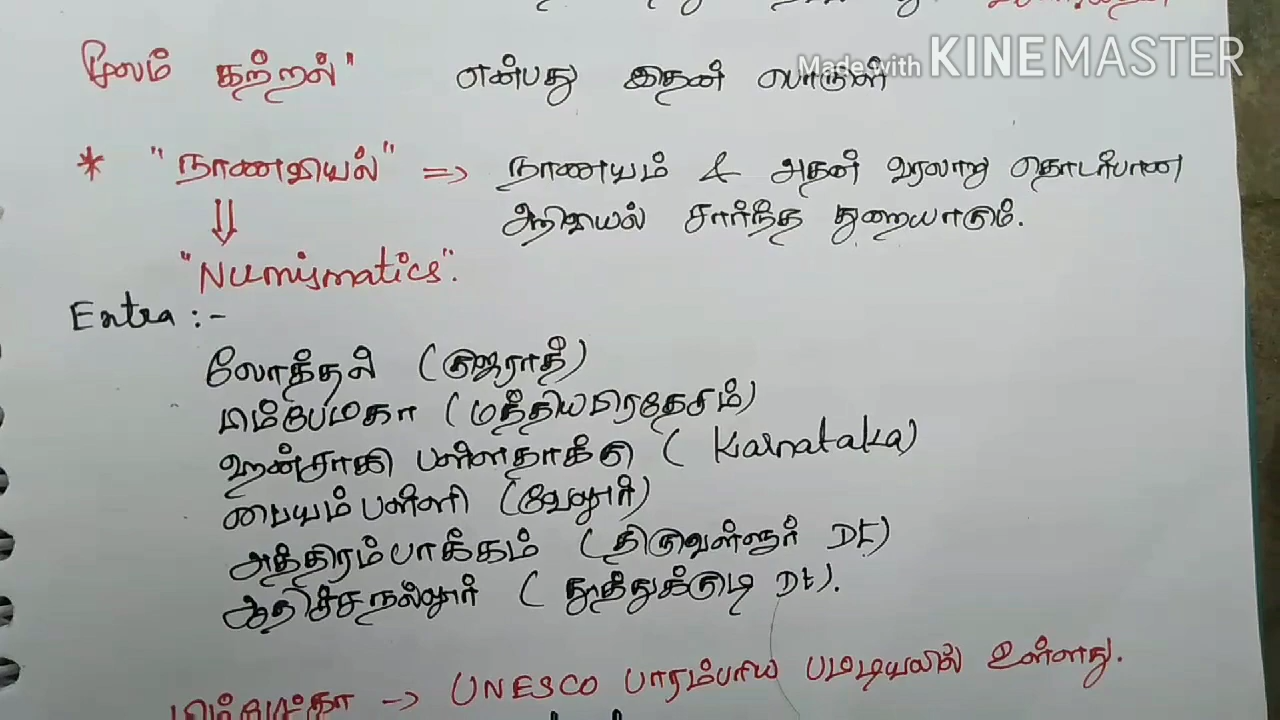 மூலம் கற்றல்" என்பது இதன் பொருள்
Made with KINEMASTER
* "நாணவியல்" => நாணயம் & அதன் வரலாறு தொடர்பான
⇓ அறிவியல் சார்ந்த துறையாகும்.
"Numismatics".
Extra :-
லோத்தல் (குஜராத்)
பிம்பேட்கா (மத்தியபிரதேசம்)
ஹன்சாகி பள்ளதாக்கு ( Karnataka)
பையம்பள்ளி (வேலூர்)
அத்திரம்பாக்கம் (திருவள்ளூர் Dt)
ஆதிச்சநல்லூர் ( தூத்துக்குடி Dt).
-> UNESCO பாரம்பரிய பட்டியலில் உள்ளது.